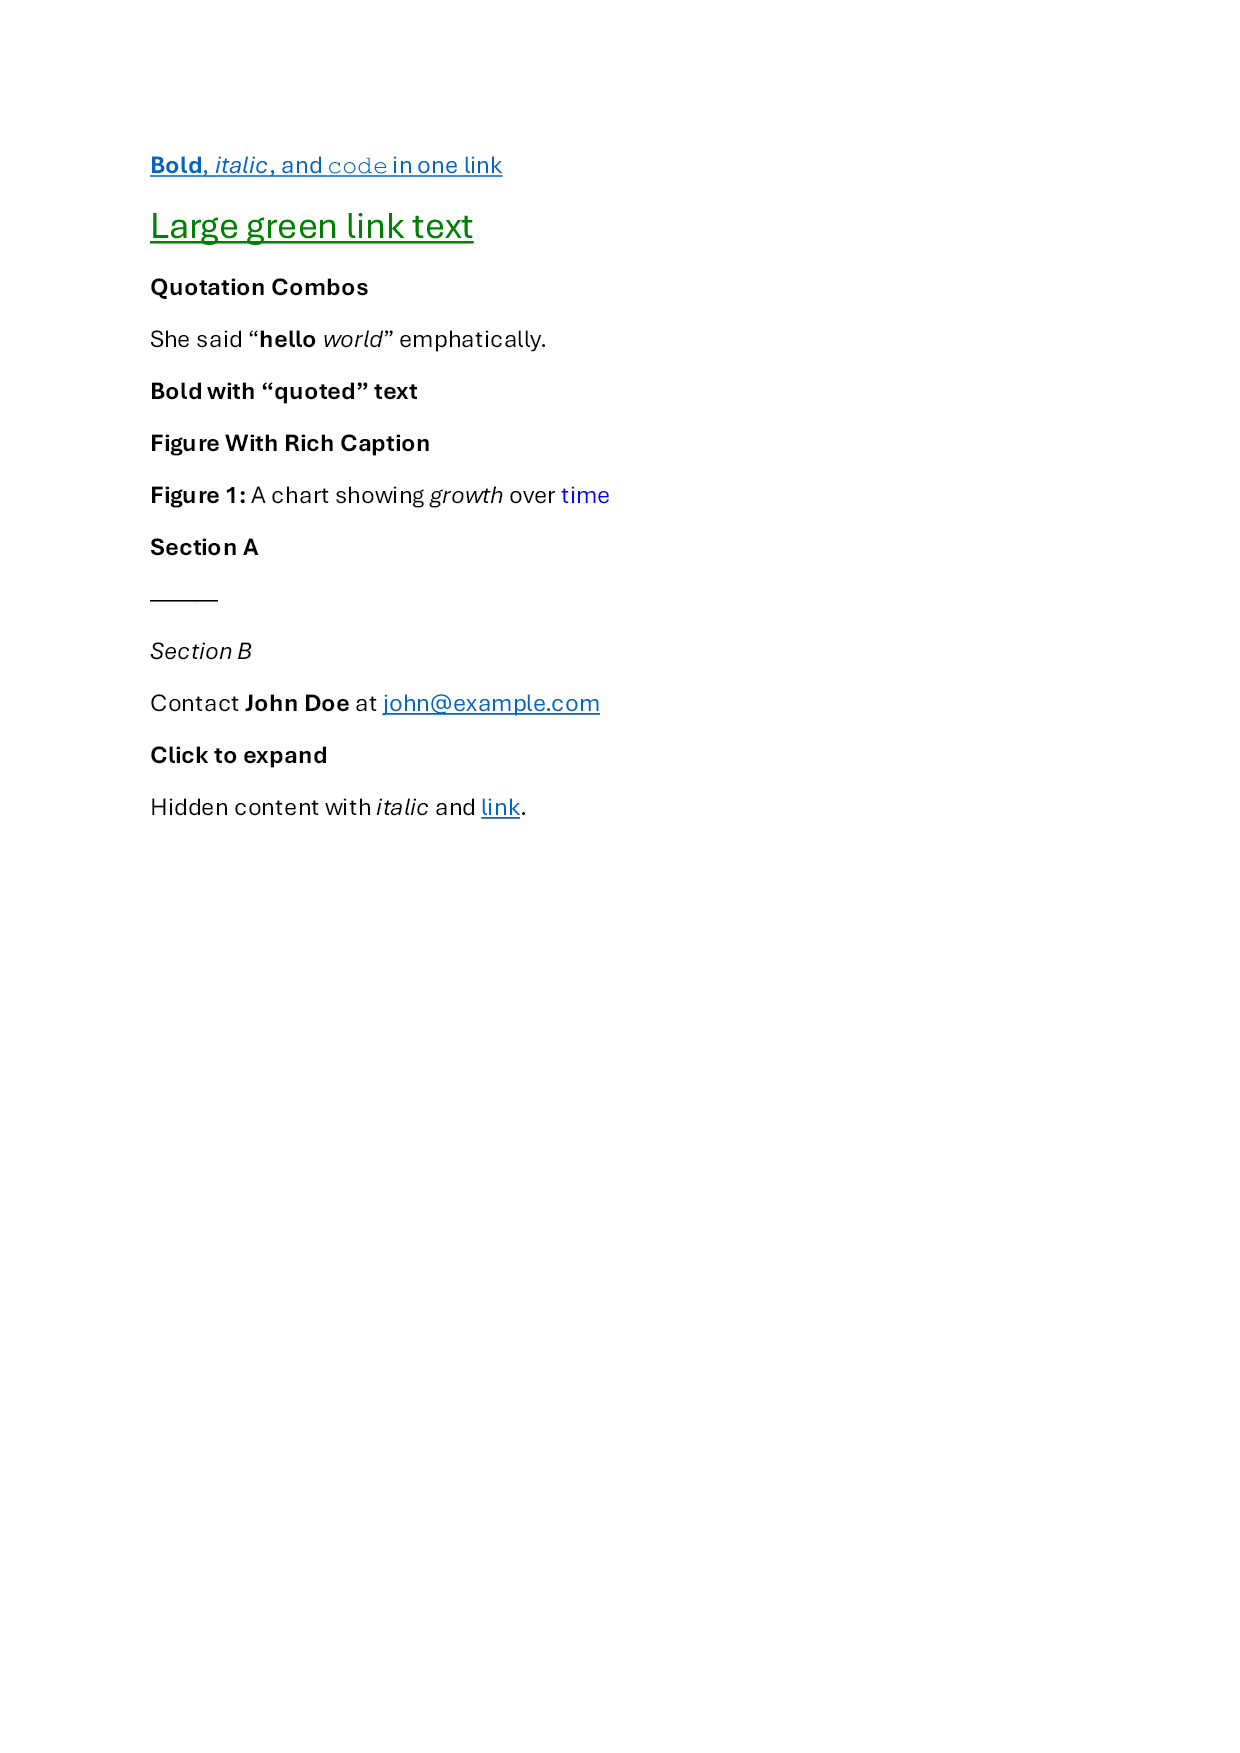 Bold, italic, and code in one link
Large green link text
Quotation Combos
She said “hello world” emphatically.
Bold with “quoted” text
Figure With Rich Caption
Figure 1: A chart showing growth over time
Section A
———
Section B
Contact John Doe at john@example.com
Click to expand
Hidden content with italic and link.